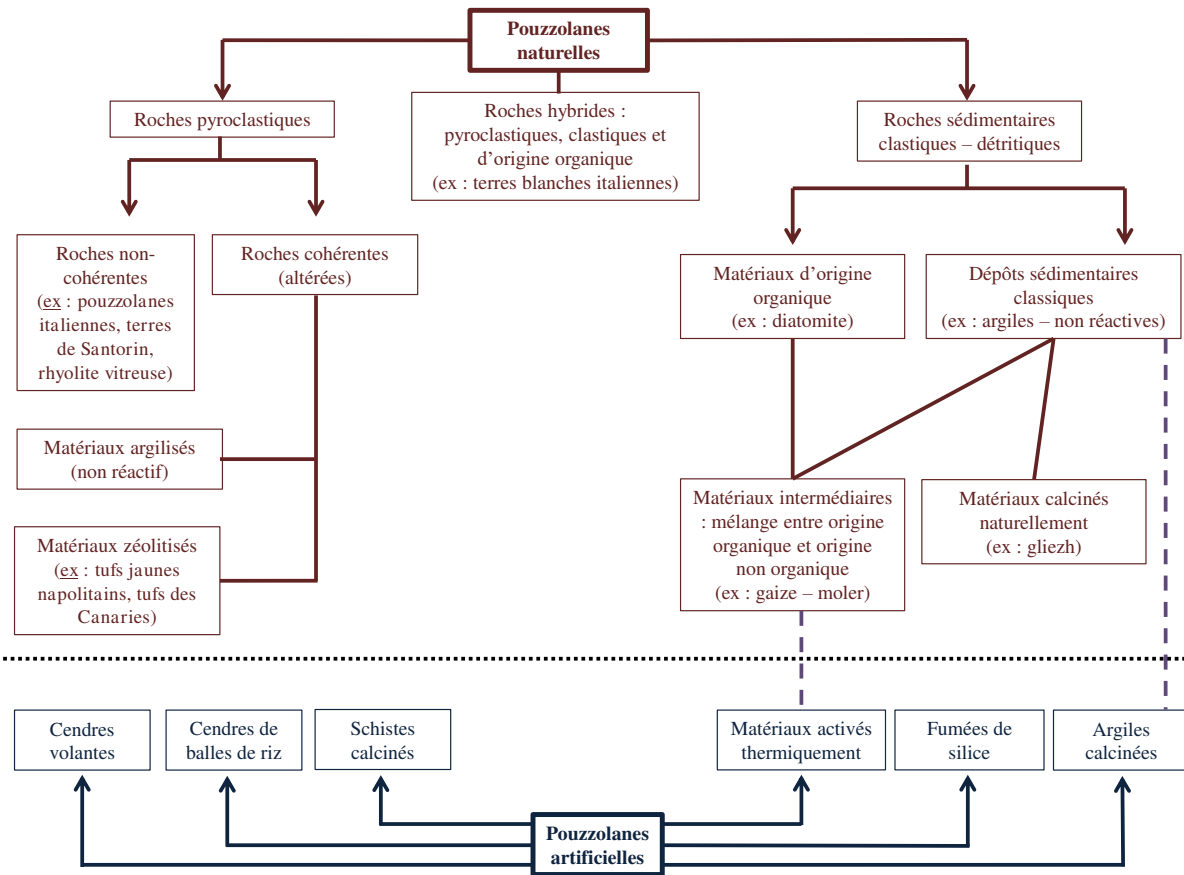 Pouzzolanes
naturelles
Roches pyroclastiques
Roches hybrides :
pyroclastiques, clastiques et
d'origine organique
(ex : terres blanches italiennes)
Roches sédimentaires
clastiques – détritiques
Roches non-
cohérentes
(ex : pouzzolanes
italiennes, terres
de Santorin,
rhyolite vitreuse)
Roches cohérentes
(altérées)
Matériaux d'origine
organique
(ex : diatomite)
Dépôts sédimentaires
classiques
(ex : argiles – non réactives)
Matériaux argilisés
(non réactif)
Matériaux zéolitisés
(ex : tufs jaunes
napolitains, tufs des
Canaries)
Matériaux intermédiaires
: mélange entre origine
organique et origine
non organique
(ex : gaize – moler)
Matériaux calcinés
naturellement
(ex : gliezh)
Cendres
volantes
Cendres de
balles de riz
Schistes
calcinés
Matériaux activés
thermiquement
Fumées de
silice
Argiles
calcinées
Pouzzolanes
artificielles